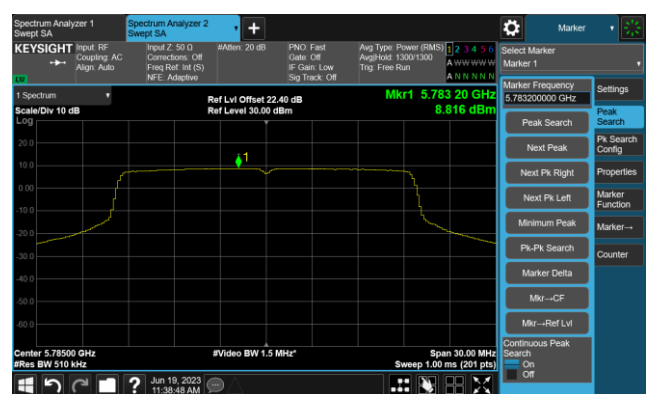 Spectrum Analyzer 1
Swept SA
Spectrum Analyzer 2
Swept SA
+
Marker
KEYSIGHT
Input: RF
Coupling: AC
Align: Auto
Input Z: 50 Ω
Corrections: Off
Freq Ref: Int (S)
NFE: Adaptive
#Atten: 20 dB
PNO: Fast
Gate: Off
IF Gain: Low
Sig Track: Off
Avg Type: Power (RMS)
Avg|Hold: 1300/1300
Trig: Free Run
1 2 3 4 5 6
A W W W W W
A N N N N N
Select Marker
Marker 1
1 Spectrum
Scale/Div 10 dB
Log
Ref Lvl Offset 22.40 dB
Ref Level 30.00 dBm
Mkr1 5.783 20 GHz
8.816 dBm
1
20.0
10.0
0.00
-10.0
-20.0
-30.0
-40.0
-50.0
-60.0
Center 5.78500 GHz
#Res BW 510 kHz
#Video BW 1.5 MHz*
Span 30.00 MHz
Sweep 1.00 ms (201 pts)
Marker Frequency
5.783200000 GHz
Peak Search
Next Peak
Next Pk Right
Next Pk Left
Minimum Peak
Pk-Pk Search
Marker Delta
Mkr→CF
Mkr→Ref Lvl
Continuous Peak
Search
On
Off
Settings
Peak
Search
Pk Search
Config
Properties
Marker
Function
Marker→
Counter
?
Jun 19, 2023
11:38:48 AM